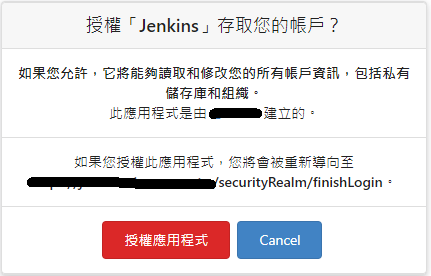 授權「Jenkins」存取您的帳戶？
如果您允許，它將能夠讀取和修改您的所有帳戶資訊，包括私有
儲存庫和組織。
此應用程式是由 建立的。
如果您授權此應用程式，您將會被重新導向至
/securityRealm/finishLogin。
授權應用程式 Cancel